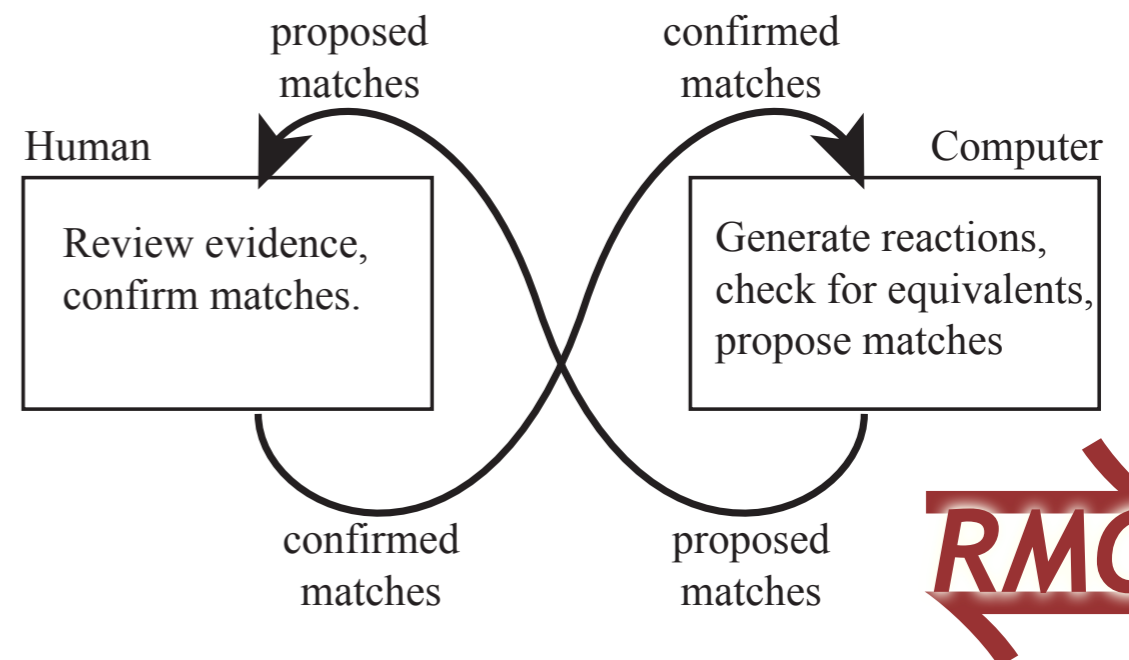 proposed
matches
confirmed
matches
Human
Computer
Review evidence,
confirm matches.
Generate reactions,
check for equivalents,
propose matches
confirmed
matches
proposed
matches